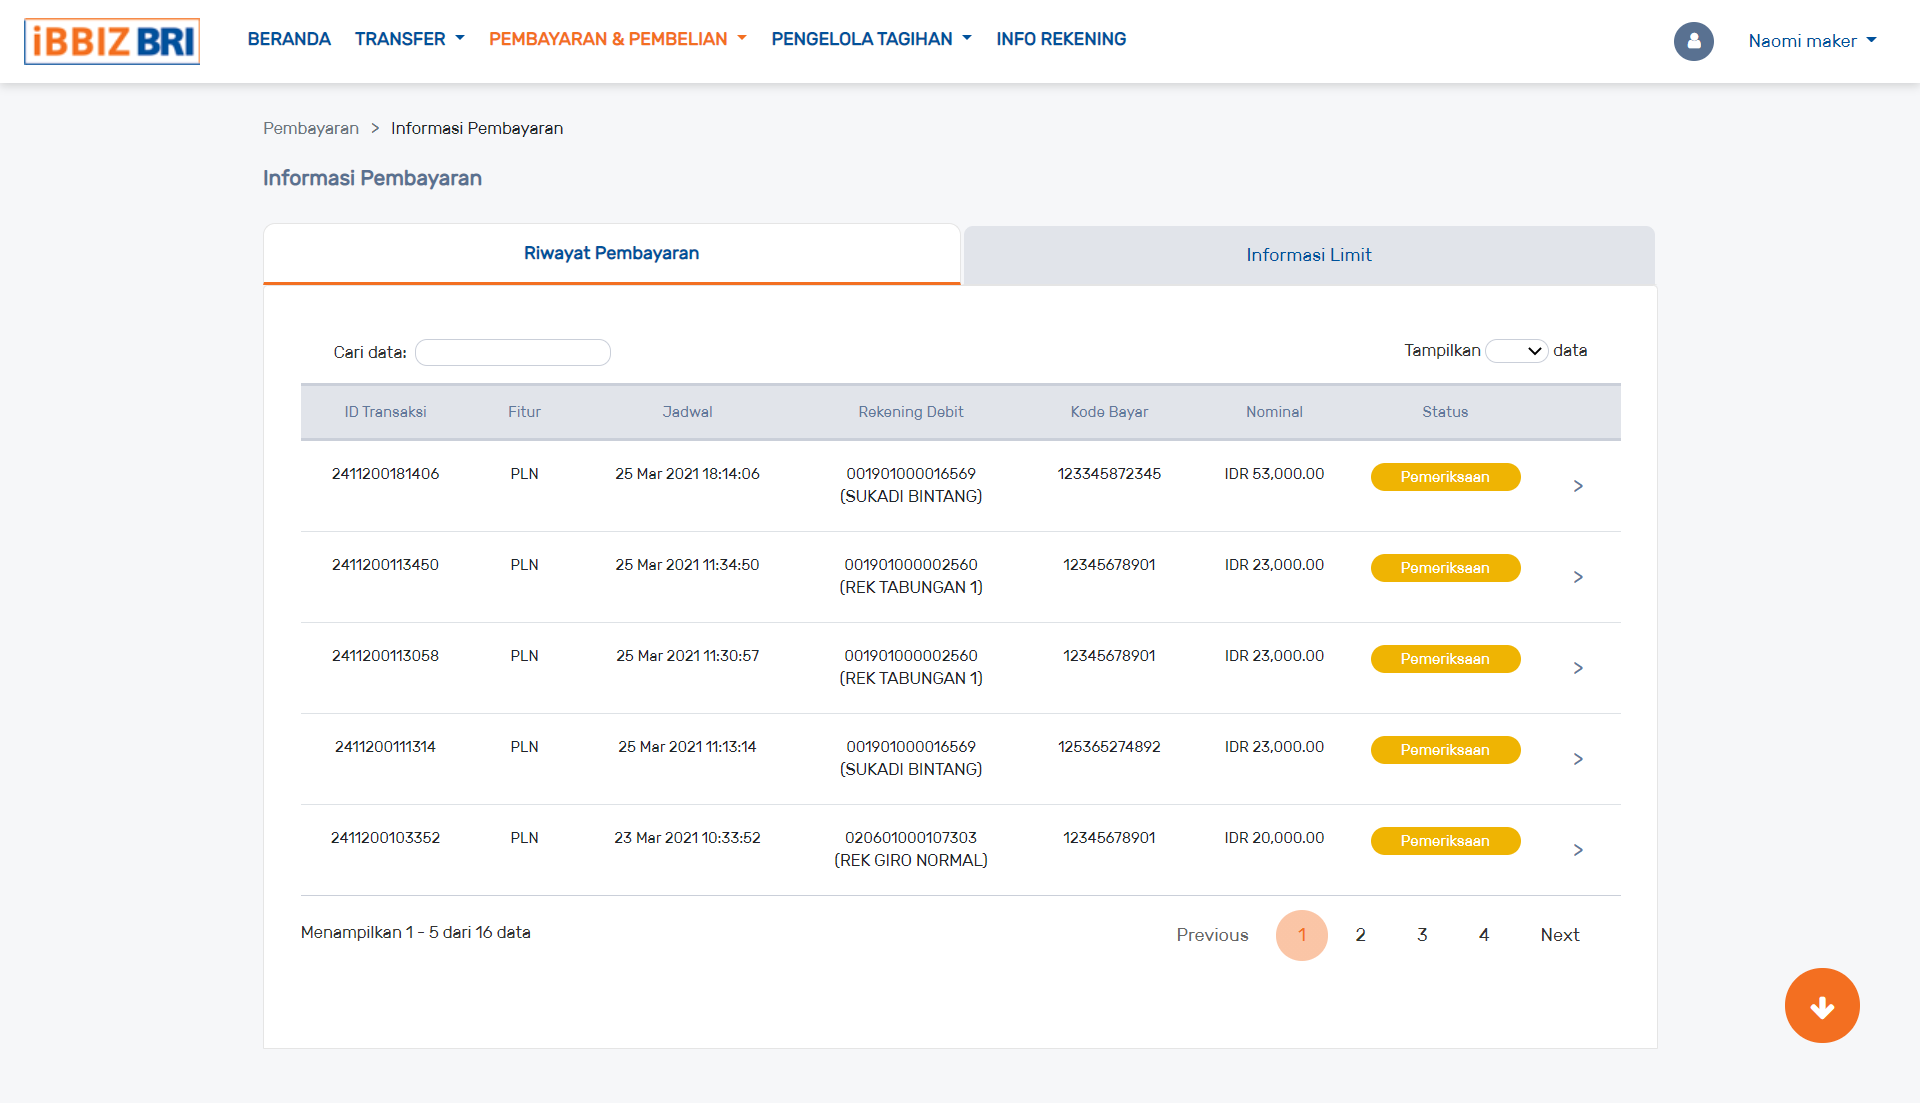 iBBIZ BRI
BERANDA TRANSFER PEMBAYARAN & PEMBELIAN PENGELOLA TAGIHAN INFO REKENING
Naomi maker
Pembayaran > Informasi Pembayaran
Informasi Pembayaran
Riwayat Pembayaran
Informasi Limit
Cari data:
Tampilkan data
ID Transaksi Fitur Jadwal Rekening Debit Kode Bayar Nominal Status
2411200181406 PLN 25 Mar 2021 18:14:06 001901000016569 123345872345 IDR 53,000.00 Pemeriksaan >
(SUKADI BINTANG)
2411200113450 PLN 25 Mar 2021 11:34:50 001901000002560 12345678901 IDR 23,000.00 Pemeriksaan >
(REK TABUNGAN 1)
2411200113058 PLN 25 Mar 2021 11:30:57 001901000002560 12345678901 IDR 23,000.00 Pemeriksaan >
(REK TABUNGAN 1)
2411200111314 PLN 25 Mar 2021 11:13:14 001901000016569 125365274892 IDR 23,000.00 Pemeriksaan >
(SUKADI BINTANG)
2411200103352 PLN 23 Mar 2021 10:33:52 020601000107303 12345678901 IDR 20,000.00 Pemeriksaan >
(REK GIRO NORMAL)
Menampilkan 1 - 5 dari 16 data
Previous 1 2 3 4 Next